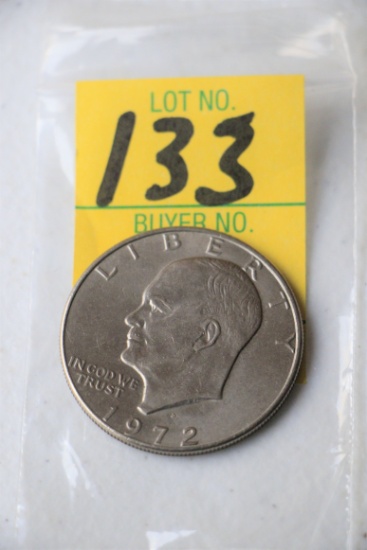 LOT NO.
133
BUYER NO.
LIBERTY
IN GOD WE
TRUST
1972